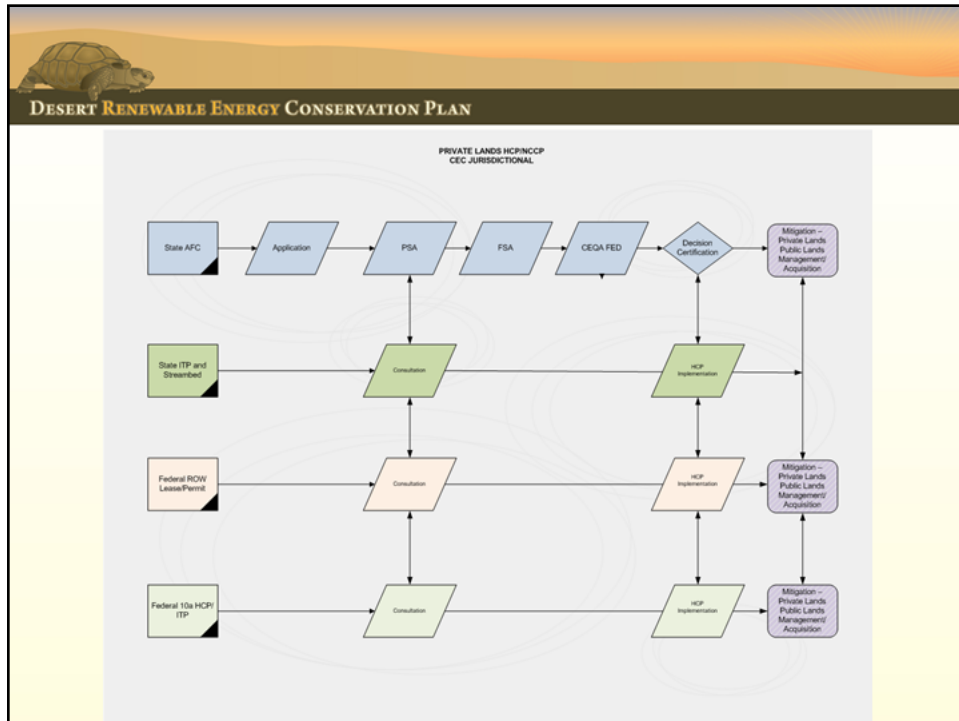 DESERT RENEWABLE ENERGY CONSERVATION PLAN
PRIVATE LANDS HCP/NCCP
CEC JURISDICTIONAL
State AFC
Application
PSA
FSA
CEQA FED
Decision
Certification
Mitigation –
Private Lands
Public Lands
Management/
Acquisition
State ITP and
Streambed
Consultation
HCP
Implementation
Federal ROW
Lease/Permit
Consultation
HCP
Implementation
Mitigation –
Private Lands
Public Lands
Management/
Acquisition
Federal 10a HCP/
ITP
Consultation
HCP
Implementation
Mitigation –
Private Lands
Public Lands
Management/
Acquisition